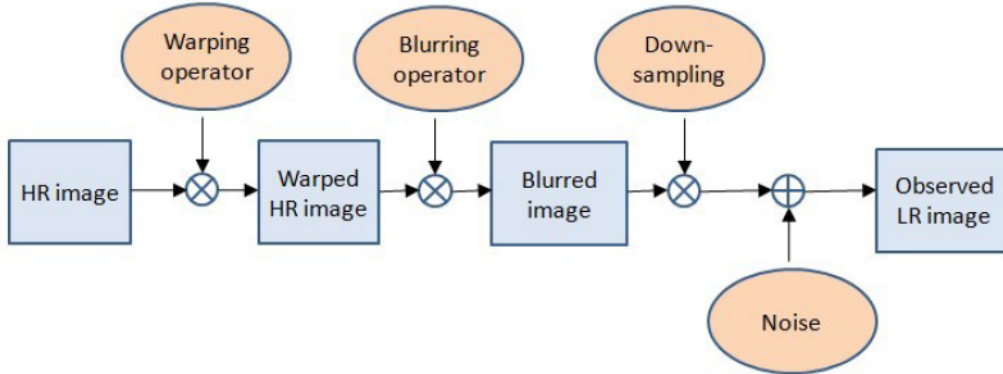 Warping
operator
Blurring
operator
Down-
sampling
HR image
Warped
HR image
Blurred
image
Observed
LR image
Noise